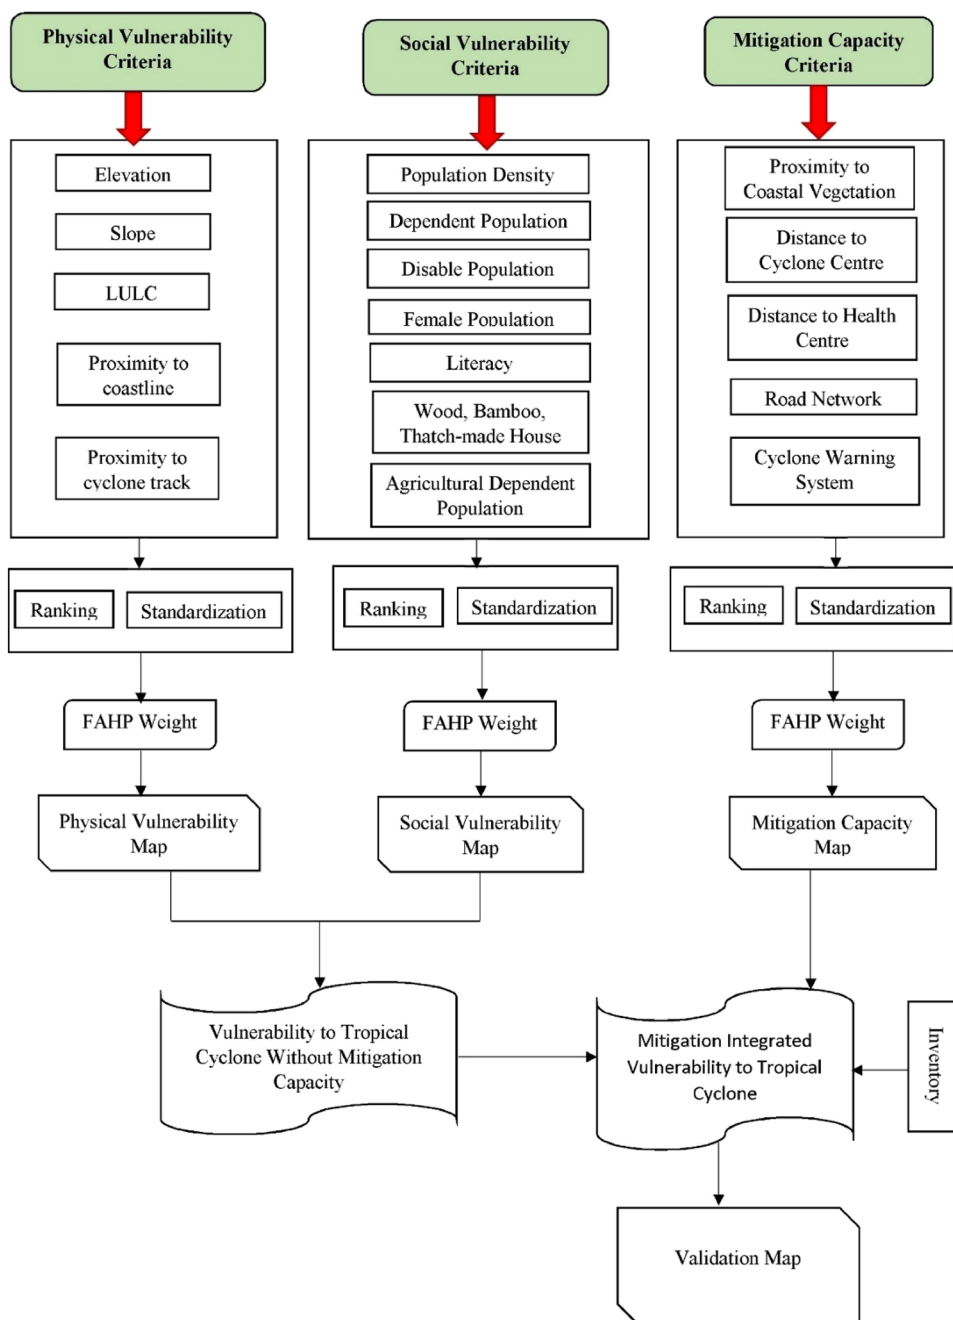 Physical Vulnerability
Criteria
Social Vulnerability
Criteria
Mitigation Capacity
Criteria
Elevation
Slope
LULC
Proximity to
coastline
Proximity to
cyclone track
Population Density
Dependent Population
Disable Population
Female Population
Literacy
Wood, Bamboo,
Thatch-made House
Agricultural Dependent
Population
Proximity to
Coastal Vegetation
Distance to
Cyclone Centre
Distance to Health
Centre
Road Network
Cyclone Warning
System
Ranking
Standardization
Ranking
Standardization
Ranking
Standardization
FAHP Weight
FAHP Weight
FAHP Weight
Physical Vulnerability
Map
Social Vulnerability
Map
Mitigation Capacity
Map
Vulnerability to Tropical
Cyclone Without Mitigation
Capacity
Mitigation Integrated
Vulnerability to Tropical
Cyclone
Inventory
Validation Map